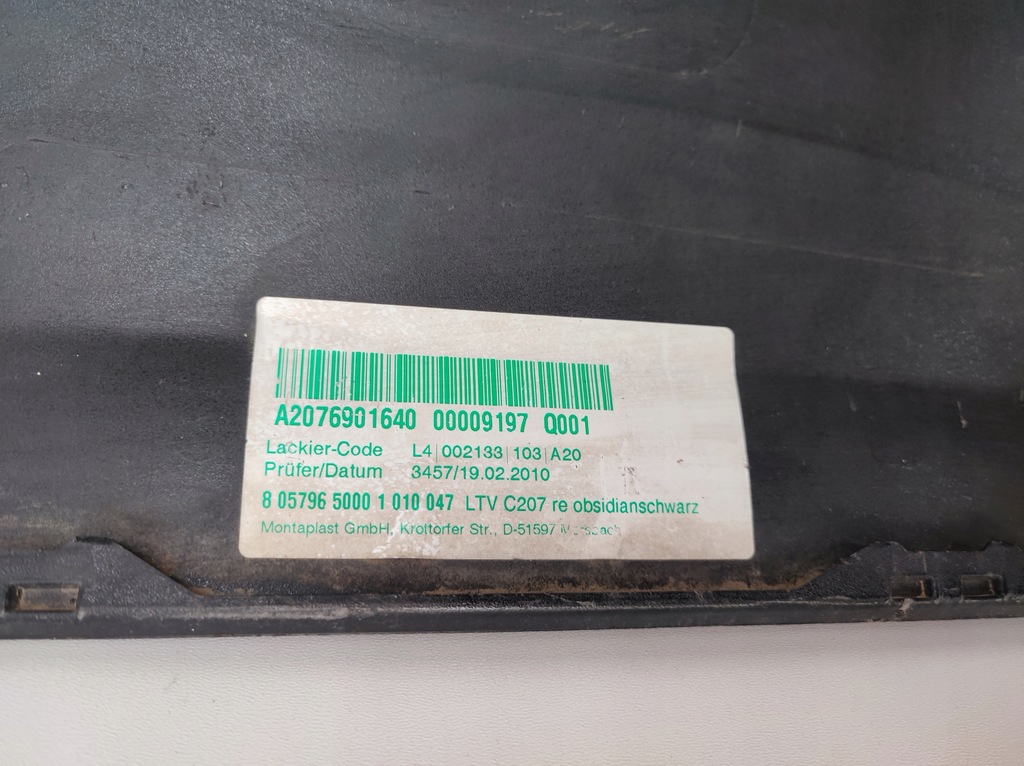 A2076901640 00009197 Q001
Lackier-Code L4|002133|103|A20
Prüfer/Datum 3457/19.02.2010
8 05796 5000 1 010 047 LTV C207 re obsidianschwarz
Montaplast GmbH, Krottorfer Str., D-51597